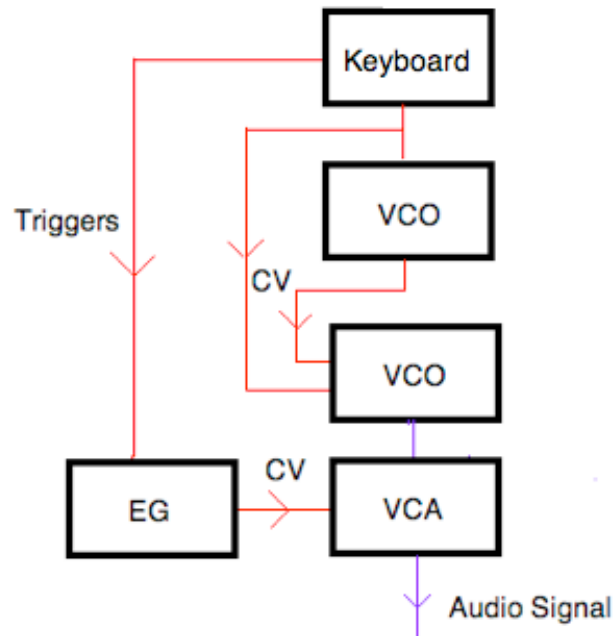 Keyboard
Triggers
VCO
CV
VCO
CV
EG
VCA
Audio Signal